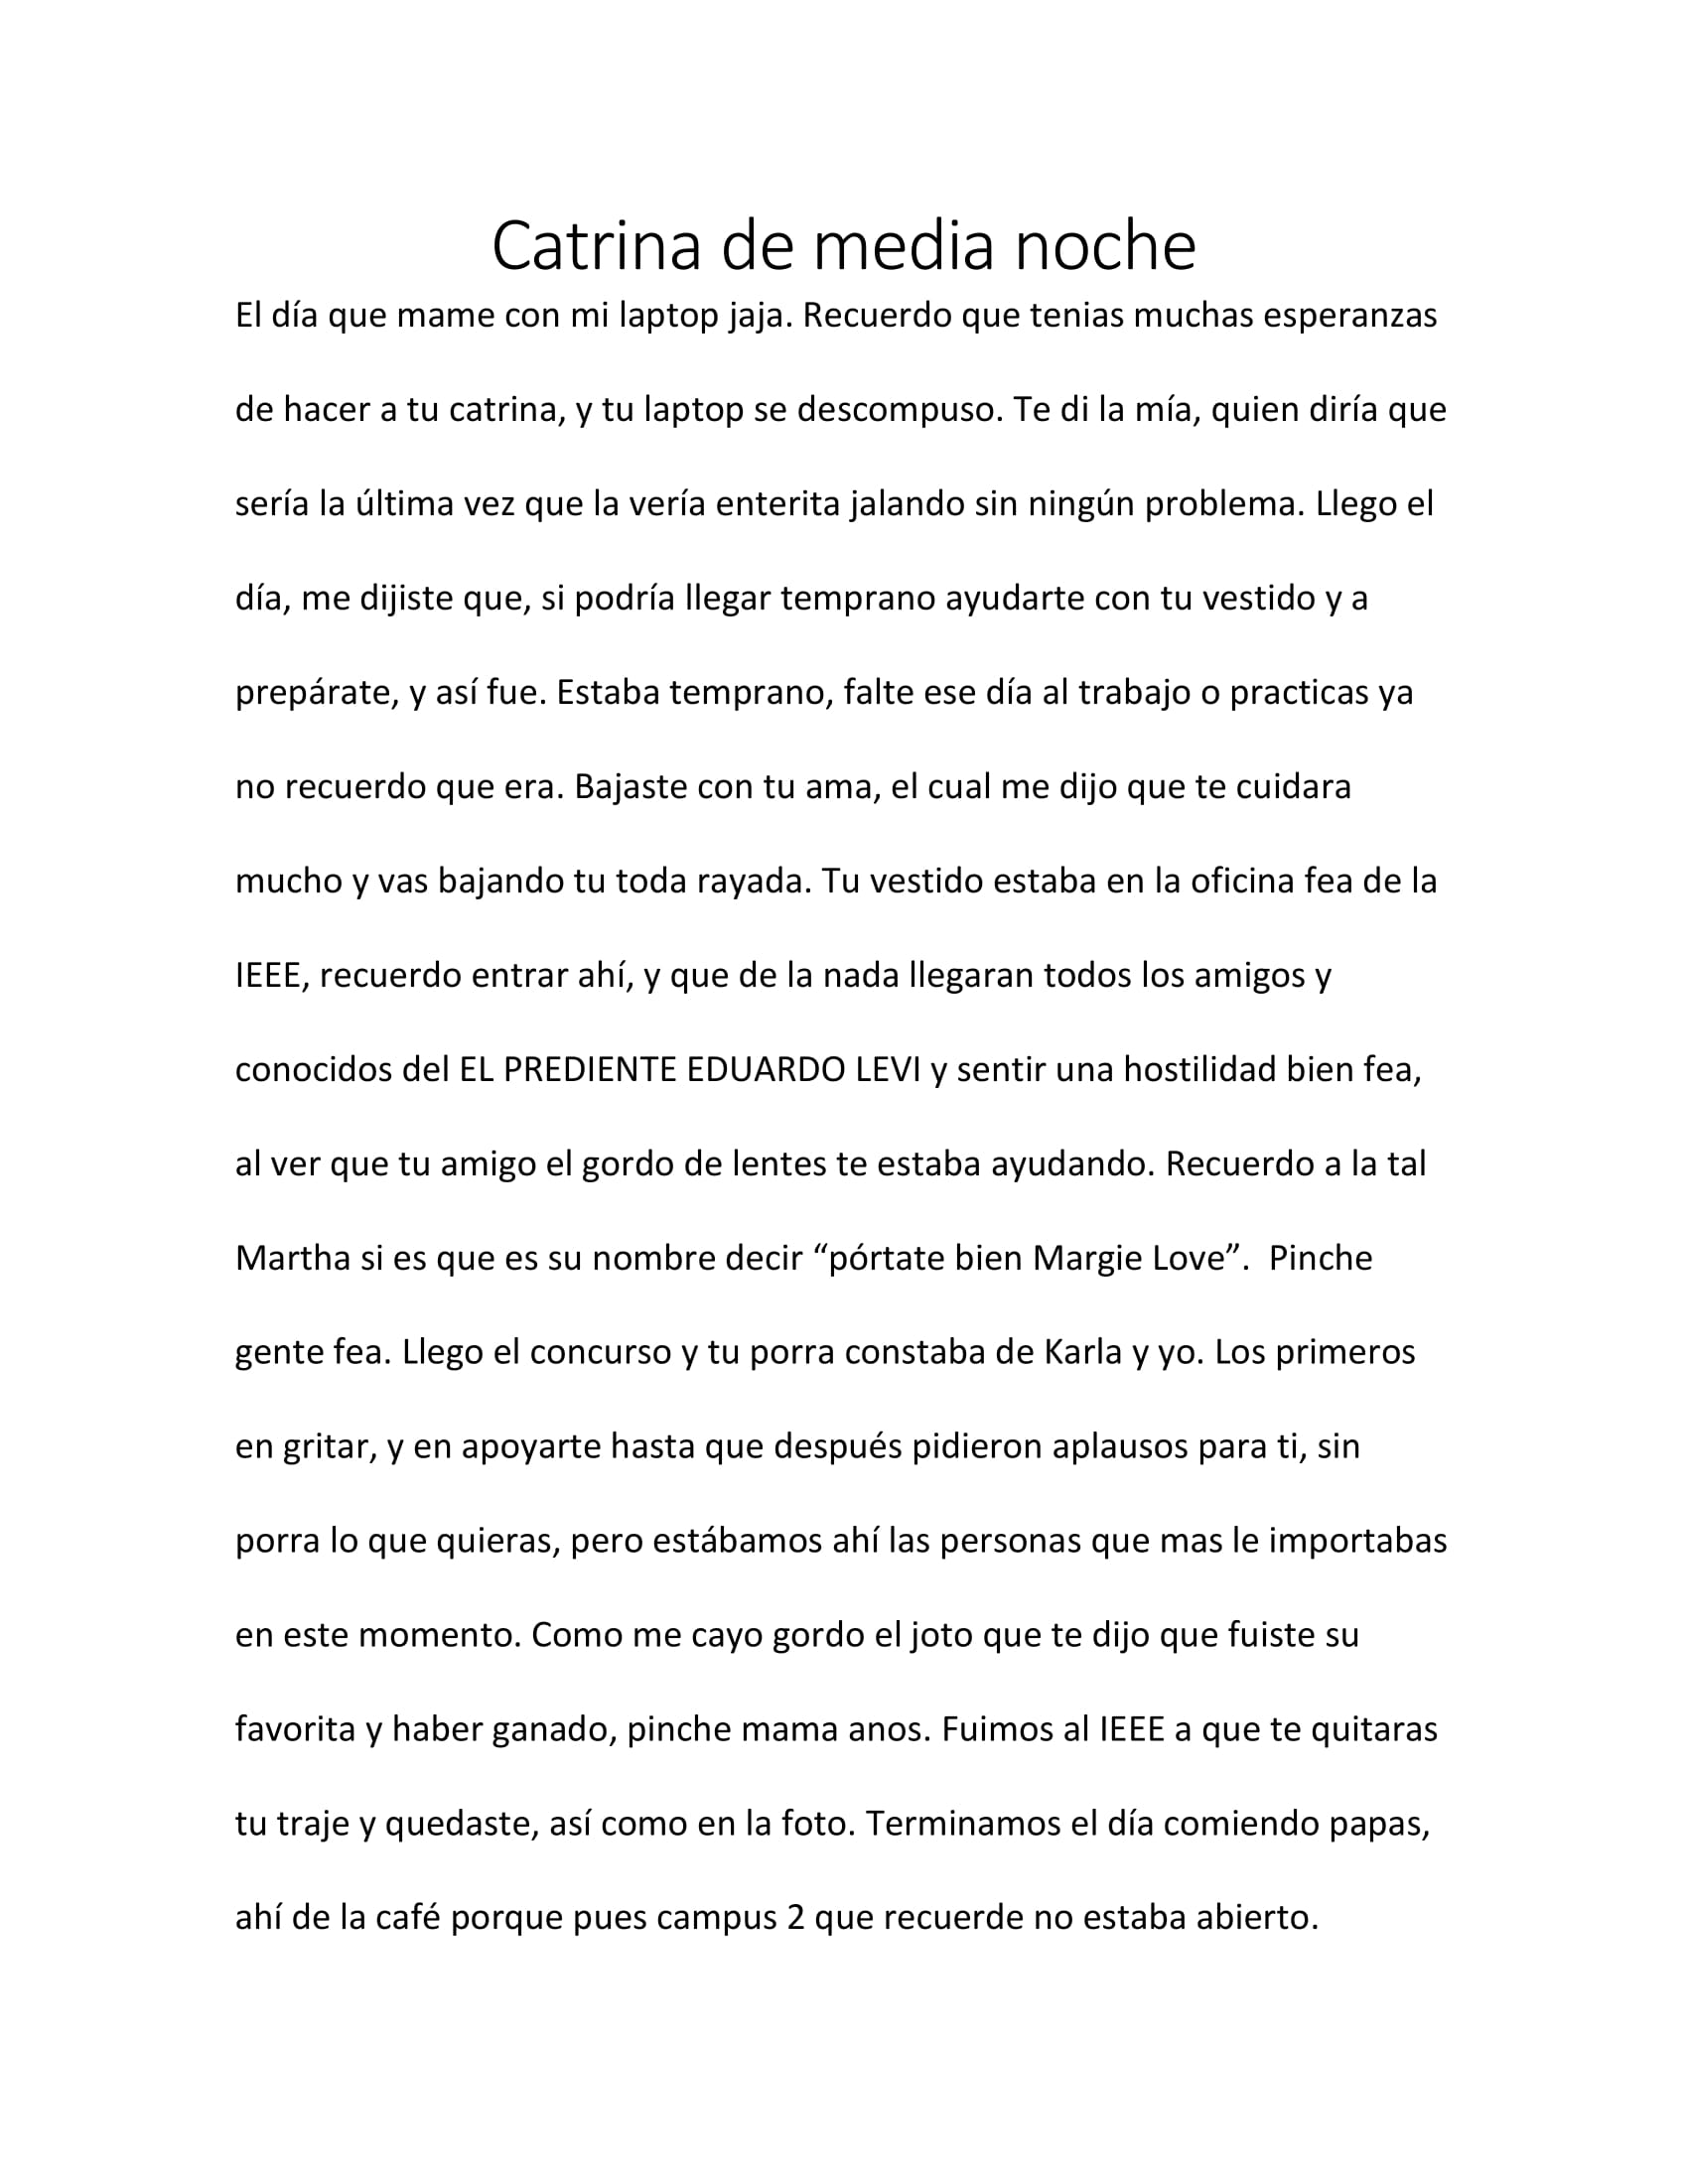 Catrina de media noche
El día que mame con mi laptop jaja. Recuerdo que tenias muchas esperanzas
de hacer a tu catrina, y tu laptop se descompuso. Te di la mía, quien diría que
sería la última vez que la vería enterita jalando sin ningún problema. Llego el
día, me dijiste que, si podría llegar temprano ayudarte con tu vestido y a
prepárate, y así fue. Estaba temprano, falte ese día al trabajo o practicas ya
no recuerdo que era. Bajaste con tu ama, el cual me dijo que te cuidara
mucho y vas bajando tu toda rayada. Tu vestido estaba en la oficina fea de la
IEEE, recuerdo entrar ahí, y que de la nada llegaran todos los amigos y
conocidos del EL PREDIENTE EDUARDO LEVI y sentir una hostilidad bien fea,
al ver que tu amigo el gordo de lentes te estaba ayudando. Recuerdo a la tal
Martha si es que es su nombre decir “pórtate bien Margie Love”.  Pinche
gente fea. Llego el concurso y tu porra constaba de Karla y yo. Los primeros
en gritar, y en apoyarte hasta que después pidieron aplausos para ti, sin
porra lo que quieras, pero estábamos ahí las personas que mas le importabas
en este momento. Como me cayo gordo el joto que te dijo que fuiste su
favorita y haber ganado, pinche mama anos. Fuimos al IEEE a que te quitaras
tu traje y quedaste, así como en la foto. Terminamos el día comiendo papas,
ahí de la café porque pues campus 2 que recuerde no estaba abierto.